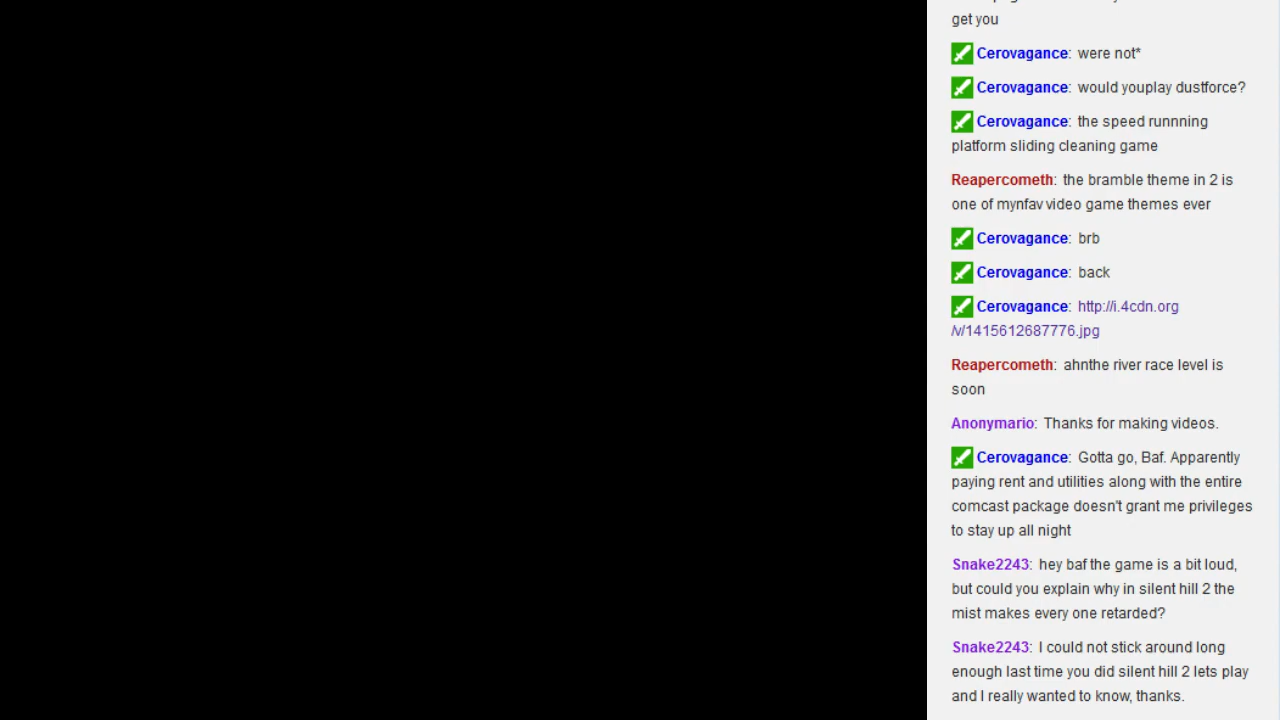 get you
Cerovagance: were not*
Cerovagance: would youplay dustforce?
Cerovagance: the speed runnning
platform sliding cleaning game
Reapercometh: the bramble theme in 2 is
one of mynfav video game themes ever
Cerovagance: brb
Cerovagance: back
Cerovagance: http://i.4cdn.org
/v/1415612687776.jpg
Reapercometh: ahnthe river race level is
soon
Anonymario: Thanks for making videos.
Cerovagance: Gotta go, Baf. Apparently
paying rent and utilities along with the entire
comcast package doesn't grant me privileges
to stay up all night
Snake2243: hey baf the game is a bit loud,
but could you explain why in silent hill 2 the
mist makes every one retarded?
Snake2243: I could not stick around long
enough last time you did silent hill 2 lets play
and I really wanted to know, thanks.